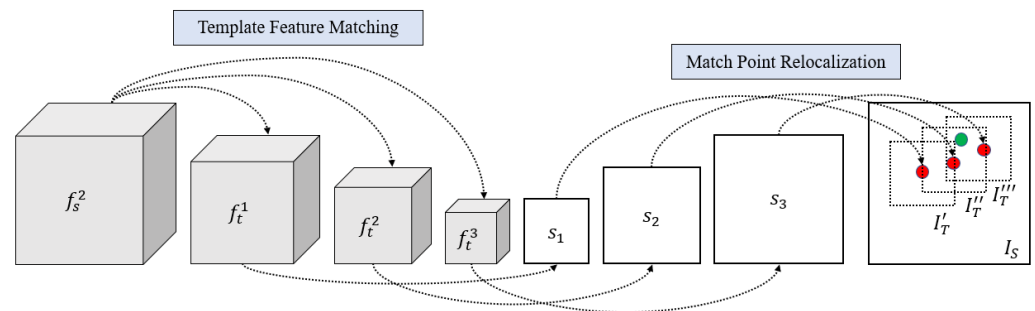 Template Feature Matching
Match Point Relocalization
f_s^2
f_t^1
f_t^2
f_t^3
s_1
s_2
s_3
I_T'
I_T''
I_T'''
I_S